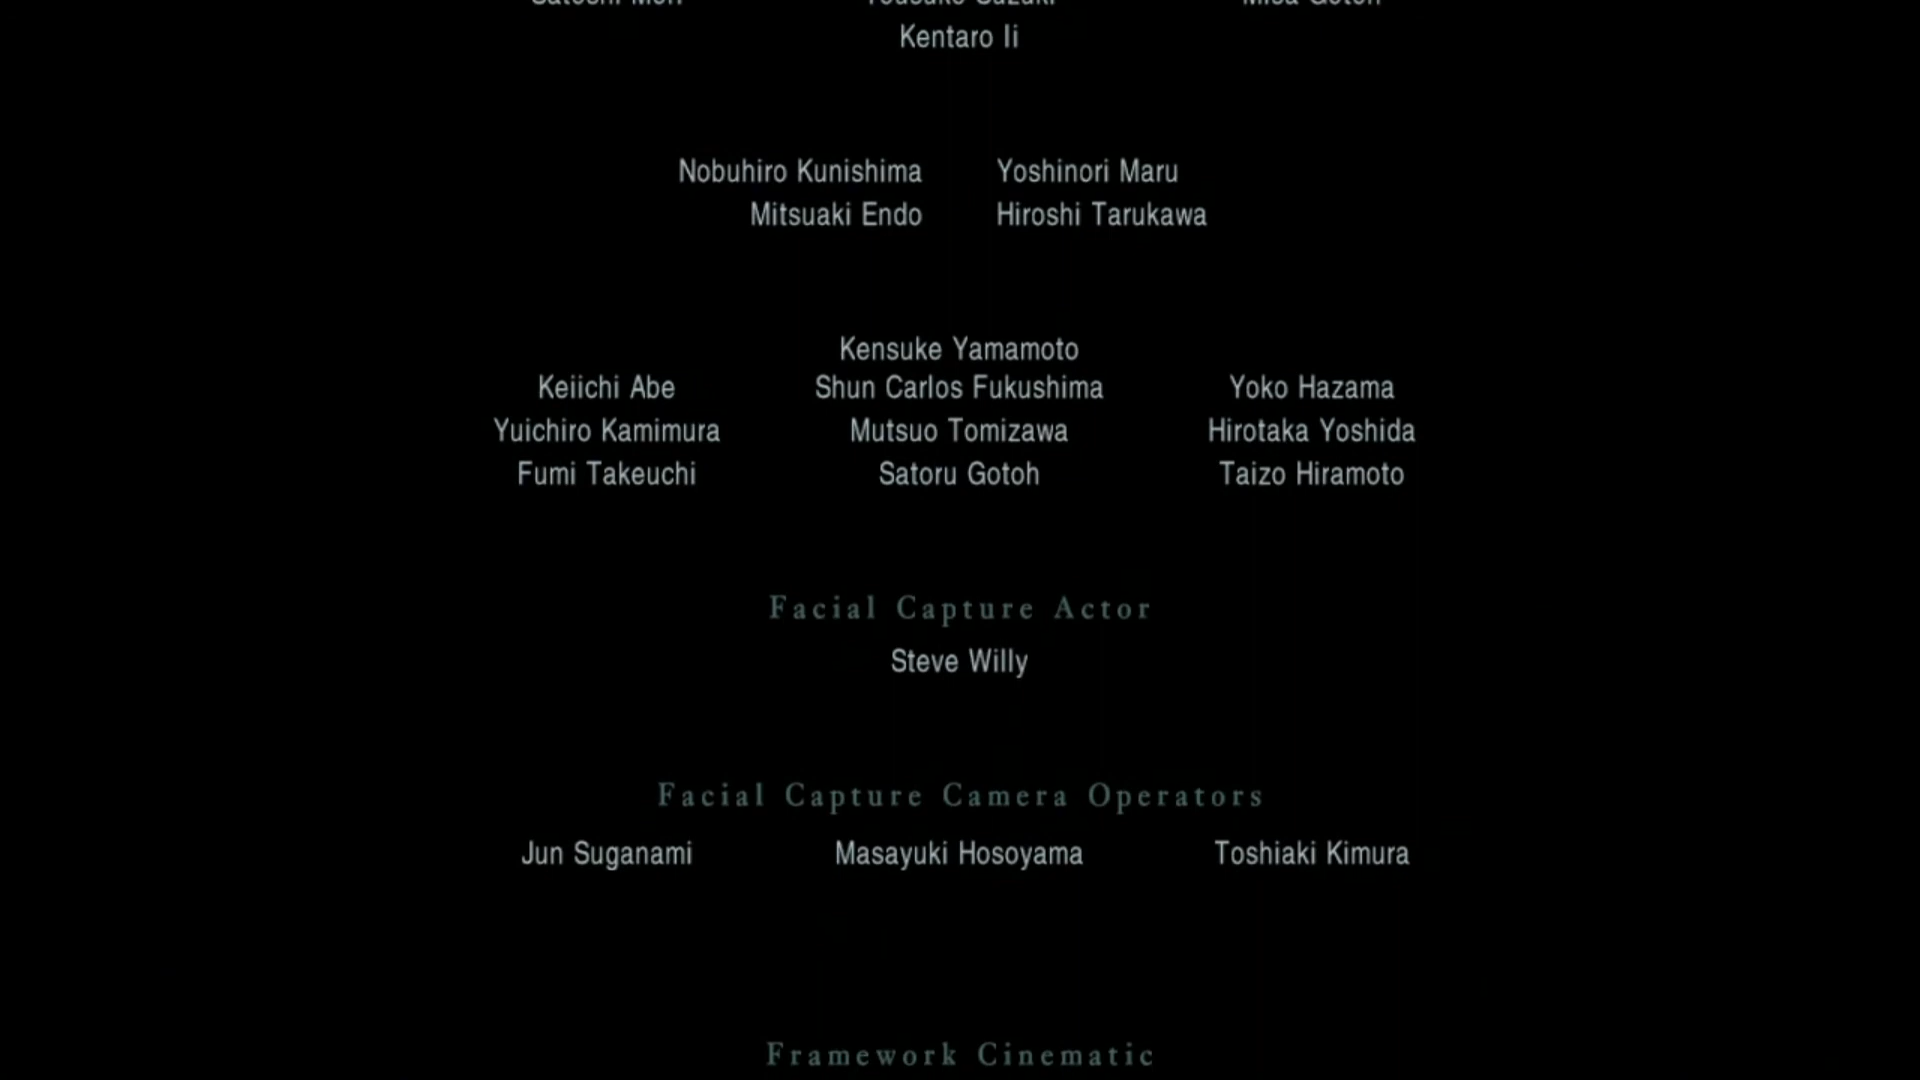 Kentaro Ii
Nobuhiro Kunishima Yoshinori Maru
Mitsuaki Endo Hiroshi Tarukawa
Kensuke Yamamoto
Keiichi Abe Shun Carlos Fukushima Yoko Hazama
Yuichiro Kamimura Mutsuo Tomizawa Hirotaka Yoshida
Fumi Takeuchi Satoru Gotoh Taizo Hiramoto
Facial Capture Actor
Steve Willy
Facial Capture Camera Operators
Jun Suganami Masayuki Hosoyama Toshiaki Kimura
Framework Cinematic